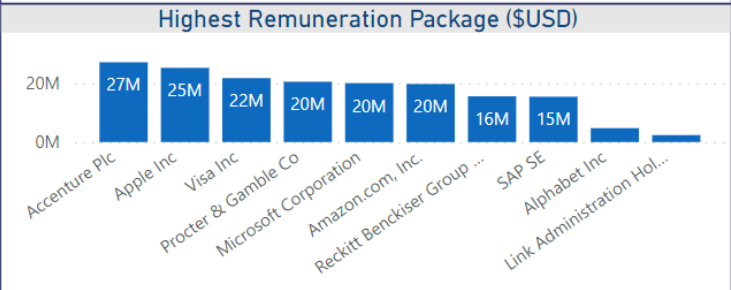 Highest Remuneration Package ($USD)
20M
0M
27M
25M
22M
20M
20M
20M
16M
15M
Accenture Plc
Apple Inc
Visa Inc
Procter & Gamble Co
Microsoft Corporation
Amazon.com, Inc.
Reckitt Benckiser Group ...
SAP SE
Alphabet Inc
Link Administration Hol...